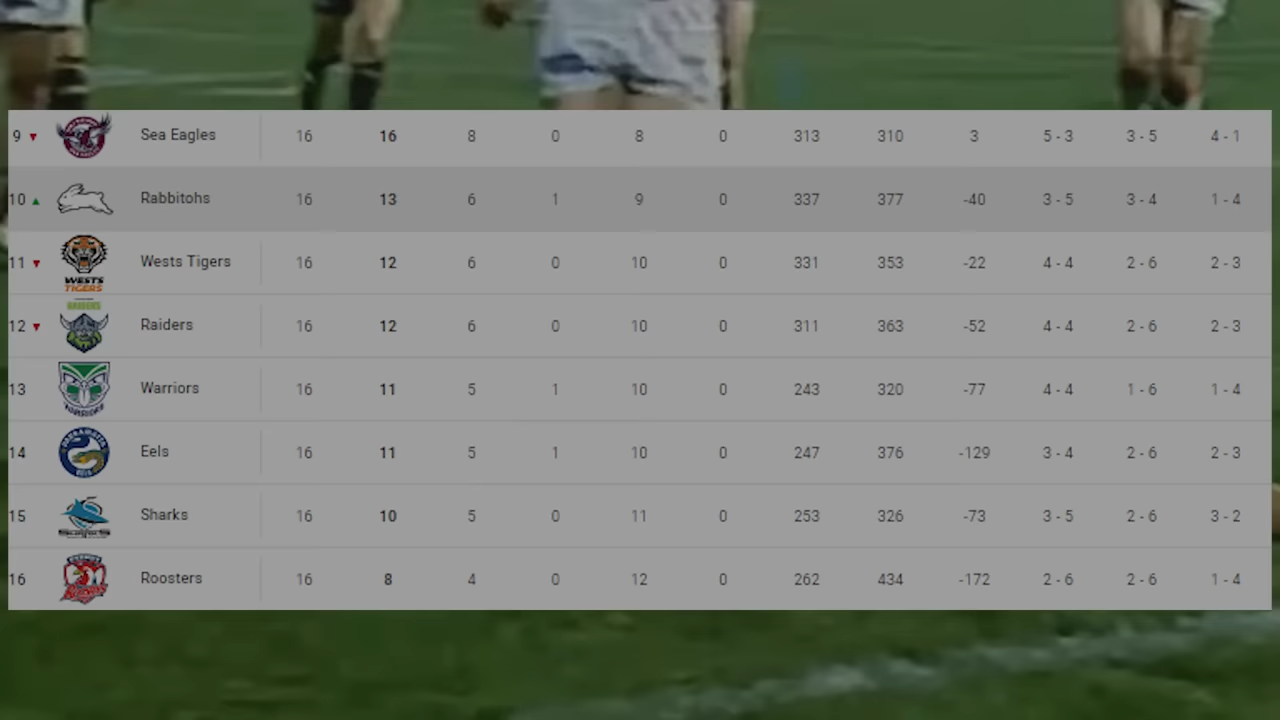 9 Sea Eagles 16 16 8 0 8 0 313 310 3 5 - 3 3 - 5 4 - 1
10 Rabbitohs 16 13 6 1 9 0 337 377 -40 3 - 5 3 - 4 1 - 4
11 Wests Tigers 16 12 6 0 10 0 331 353 -22 4 - 4 2 - 6 2 - 3
WESTS
TIGERS
RAIDERS
12 Raiders 16 12 6 0 10 0 311 363 -52 4 - 4 2 - 6 2 - 3
13 Warriors 16 11 5 1 10 0 243 320 -77 4 - 4 1 - 6 1 - 4
WARRIORS
14 Eels 16 11 5 1 10 0 247 376 -129 3 - 4 2 - 6 2 - 3
15 Sharks 16 10 5 0 11 0 253 326 -73 3 - 5 2 - 6 3 - 2
16 Roosters 16 8 4 0 12 0 262 434 -172 2 - 6 2 - 6 1 - 4